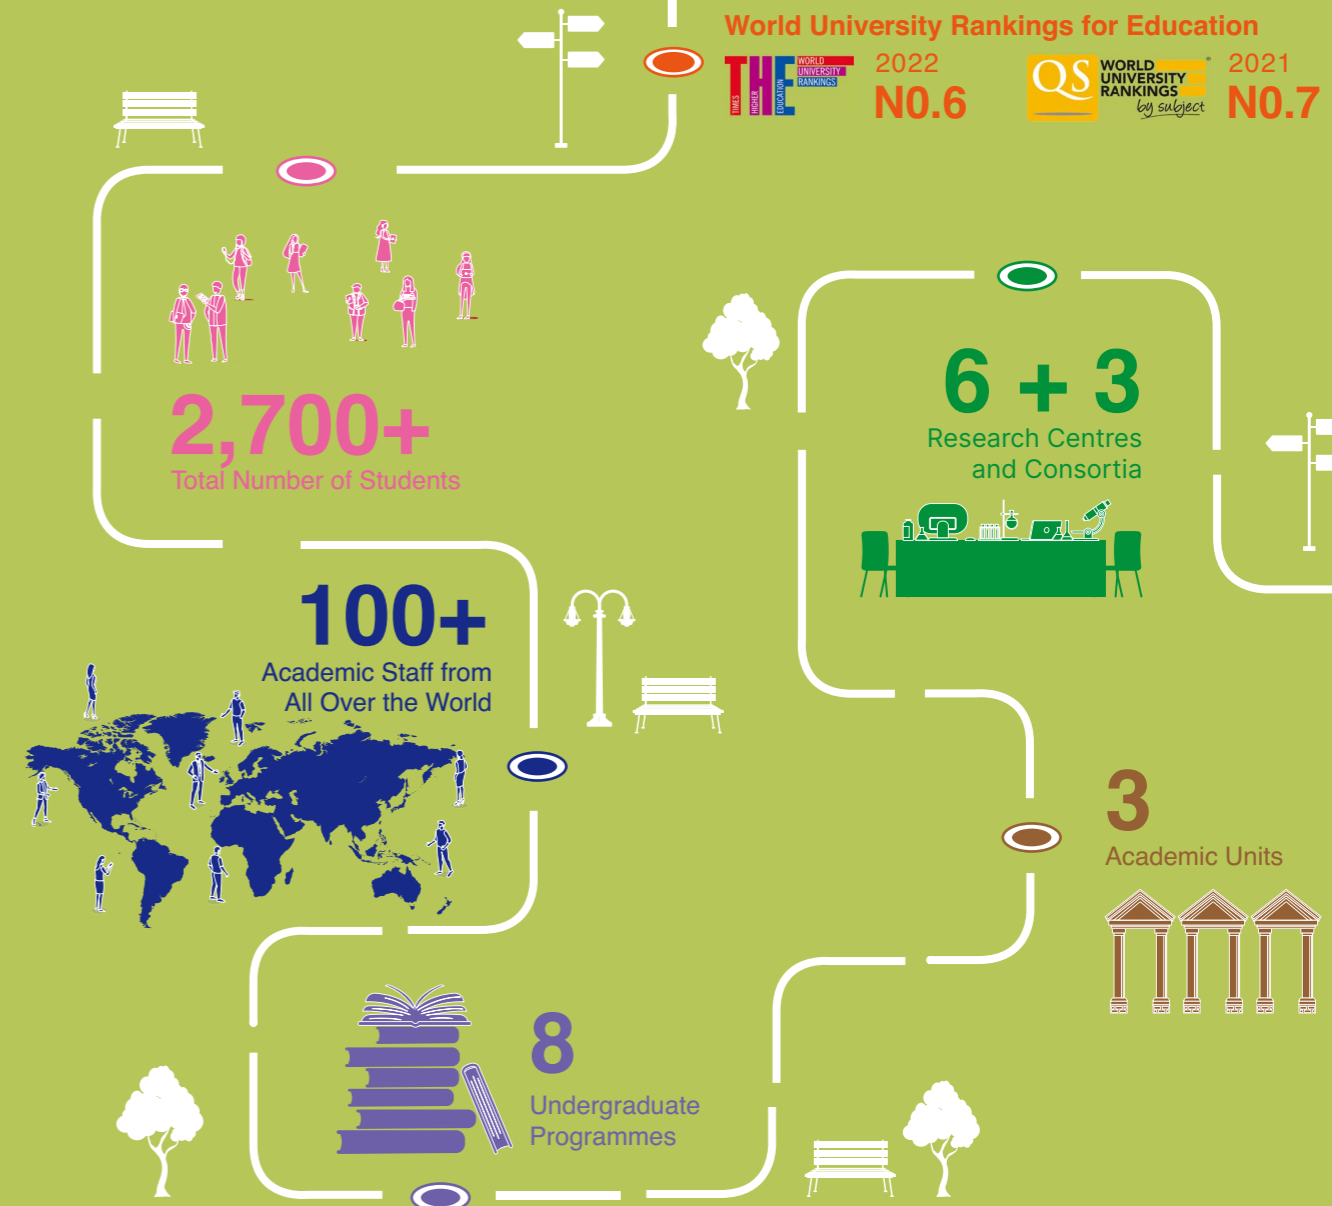 World University Rankings for Education
TIMES HIGHER EDUCATION
WORLD
UNIVERSITY
RANKINGS
2022
N0.6
QS
WORLD
UNIVERSITY
RANKINGS
by subject
2021
N0.7
2,700+
Total Number of Students
6 + 3
Research Centres
and Consortia
100+
Academic Staff from
All Over the World
3
Academic Units
8
Undergraduate
Programmes